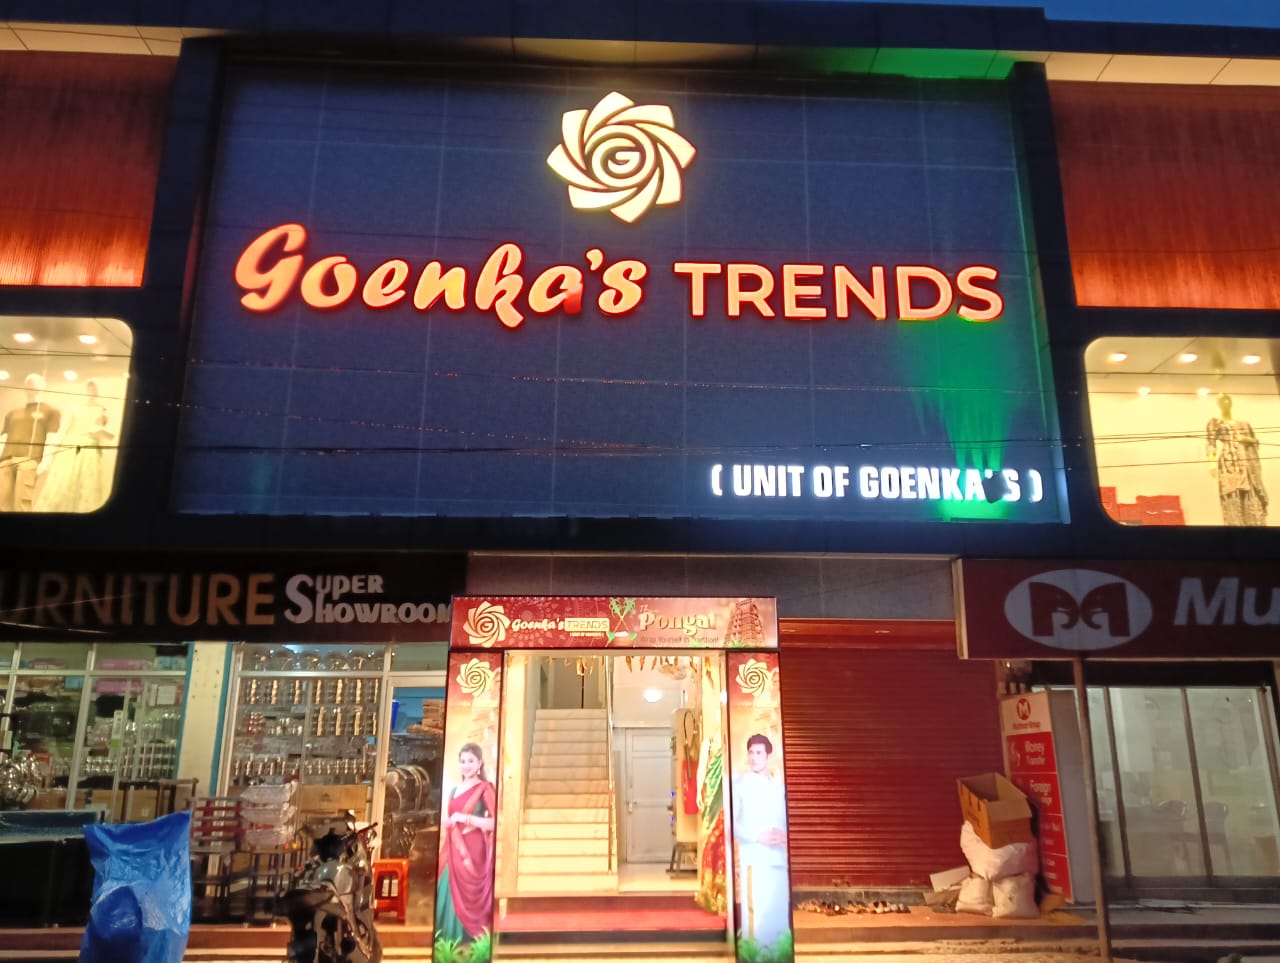 G
Goenka's TRENDS
( UNIT OF GOENKA'S )
URNITURE SUPER SHOWROOM
Goenka's TRENDS
Pongal
Mu
Money
Transfer